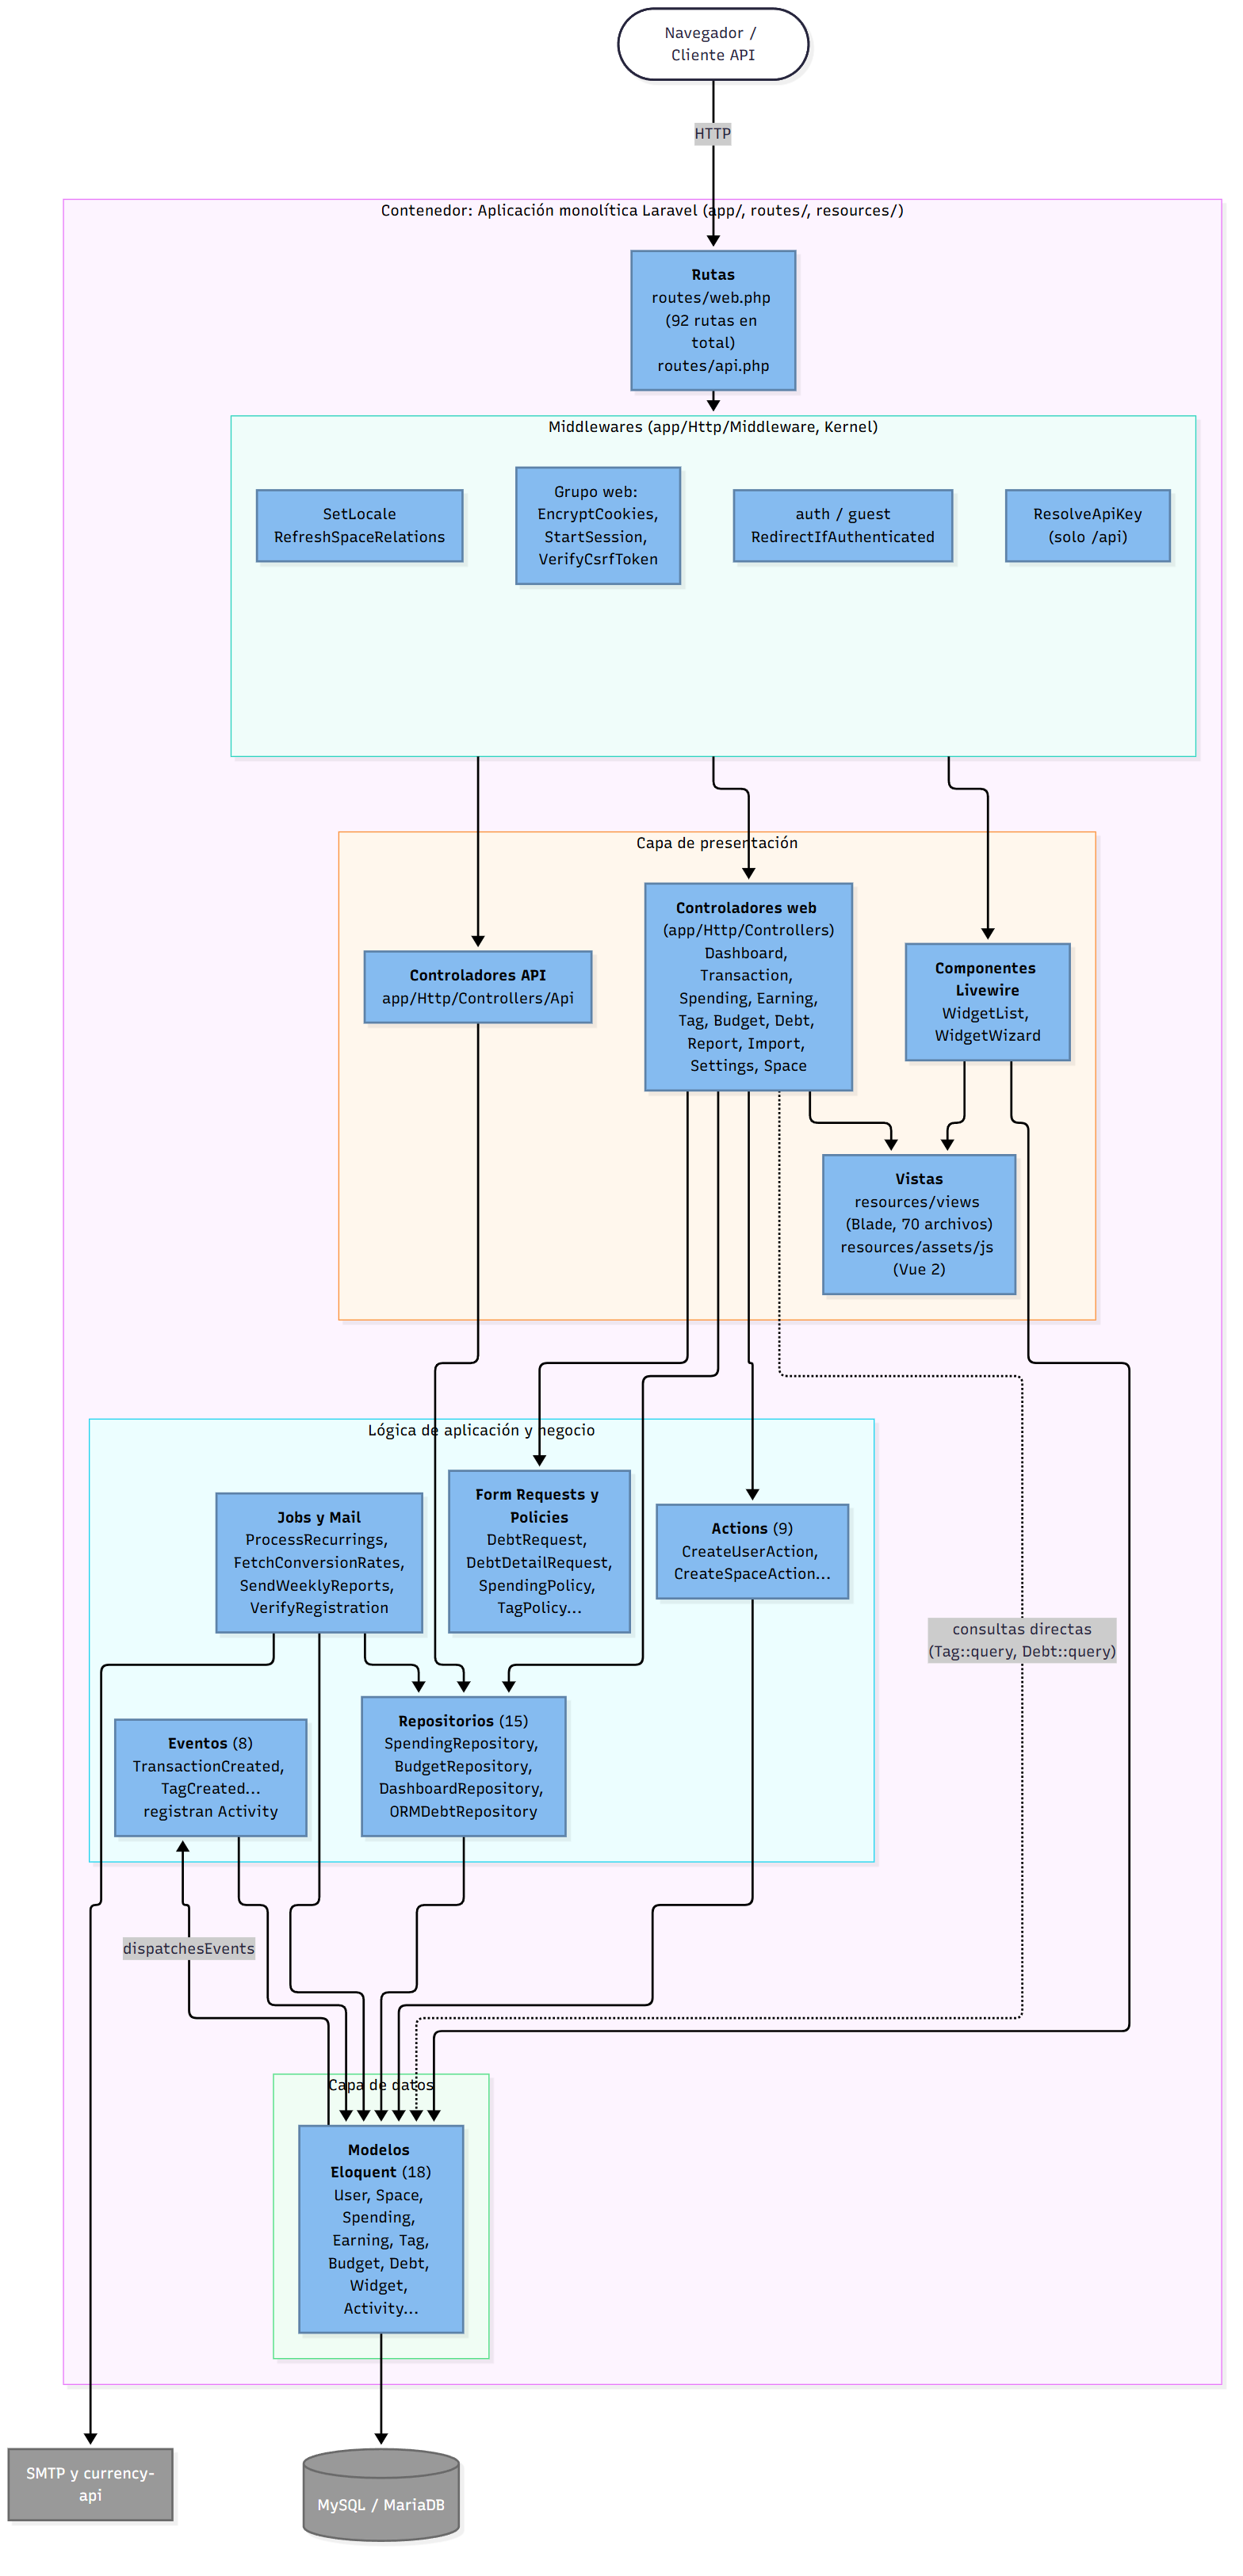 Navegador /
Cliente API
HTTP
Contenedor: Aplicación monolítica Laravel (app/, routes/, resources/)
Rutas
routes/web.php
(92 rutas en
total)
routes/api.php
Middlewares (app/Http/Middleware, Kernel)
SetLocale
RefreshSpaceRelations
Grupo web:
EncryptCookies,
StartSession,
VerifyCsrfToken
auth / guest
RedirectIfAuthenticated
ResolveApiKey
(solo /api)
Capa de presentación
Controladores API
app/Http/Controllers/Api
Controladores web
(app/Http/Controllers)
Dashboard,
Transaction,
Spending, Earning,
Tag, Budget, Debt,
Report, Import,
Settings, Space
Componentes
Livewire
WidgetList,
WidgetWizard
Vistas
resources/views
(Blade, 70 archivos)
resources/assets/js
(Vue 2)
Lógica de aplicación y negocio
Jobs y Mail
ProcessRecurrings,
FetchConversionRates,
SendWeeklyReports,
VerifyRegistration
Form Requests y
Policies
DebtRequest,
DebtDetailRequest,
SpendingPolicy,
TagPolicy...
Actions (9)
CreateUserAction,
CreateSpaceAction...
consultas directas
(Tag::query, Debt::query)
Eventos (8)
TransactionCreated,
TagCreated...
registran Activity
Repositorios (15)
SpendingRepository,
BudgetRepository,
DashboardRepository,
ORMDebtRepository
dispatchesEvents
Capa de datos
Modelos
Eloquent (18)
User, Space,
Spending,
Earning, Tag,
Budget, Debt,
Widget,
Activity...
SMTP y currency-
api
MySQL / MariaDB